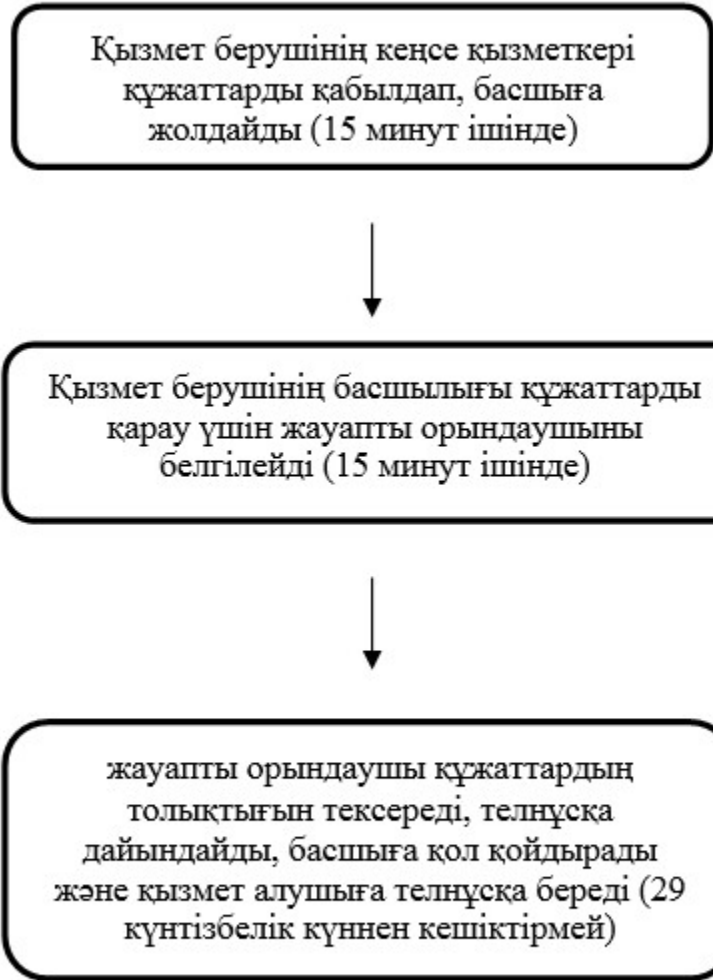 Қызмет берушінің кеңсе қызметкері
құжаттарды қабылдап, басшыға
жолдайды (15 минут ішінде)
Қызмет берушінің басшылығы құжаттарды
қарау үшін жауапты орындаушыны
белгілейді (15 минут ішінде)
жауапты орындаушы құжаттардың
толықтығын тексереді, телнұсқа
дайындайды, басшыға қол қойдырады
және қызмет алушыға телнұсқа береді (29
күнтізбелік күннен кешіктірмей)